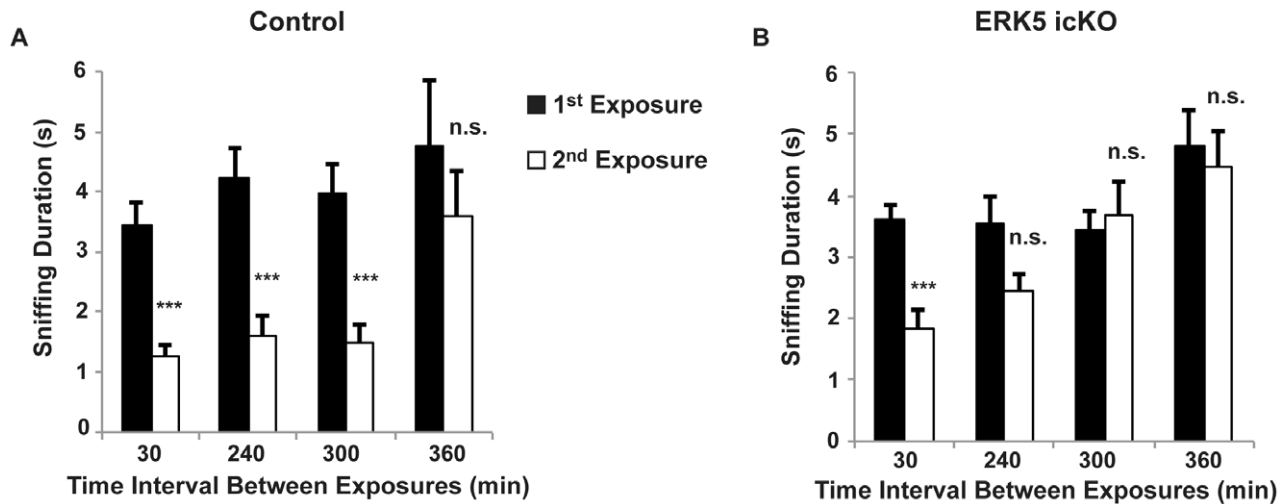 Control
A
Sniffing Duration (s)
6
5
4
3
2
1
0
***
***
***
n.s.
30 240 300 360
Time Interval Between Exposures (min)
1st Exposure
2nd Exposure
ERK5 icKO
B
Sniffing Duration (s)
6
5
4
3
2
1
0
***
n.s.
n.s.
n.s.
30 240 300 360
Time Interval Between Exposures (min)